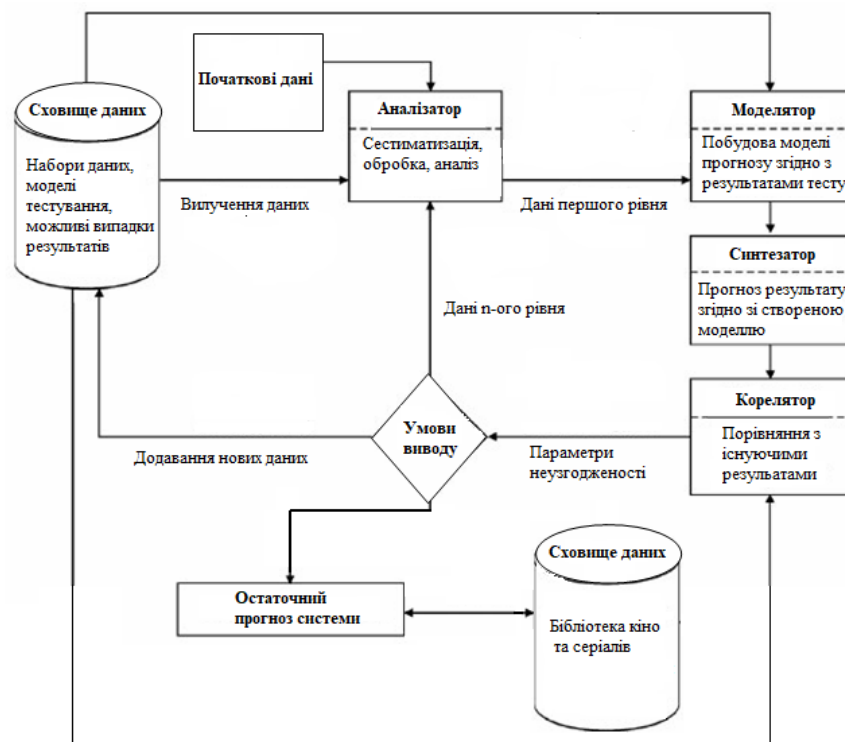 Початкові дані
Сховище даних
Набори даних,
моделі
тестування,
можливі випадки
результатів
Аналізатор
Сестиматизація,
обробка, аналіз
Моделятор
Побудова моделі
прогнозу згідно з
результатами тесту
Вилучення даних
Дані першого рівня
Синтезатор
Прогноз результату
згідно зі створеною
моделлю
Дані n-ого рівня
Корелятор
Порівняння з
існуючими
резульатами
Умови
виводу
Додавання нових даних
Параметри
неузгодженості
Остаточний
прогноз системи
Сховище даних
Бібліотека кіно
та серіалів